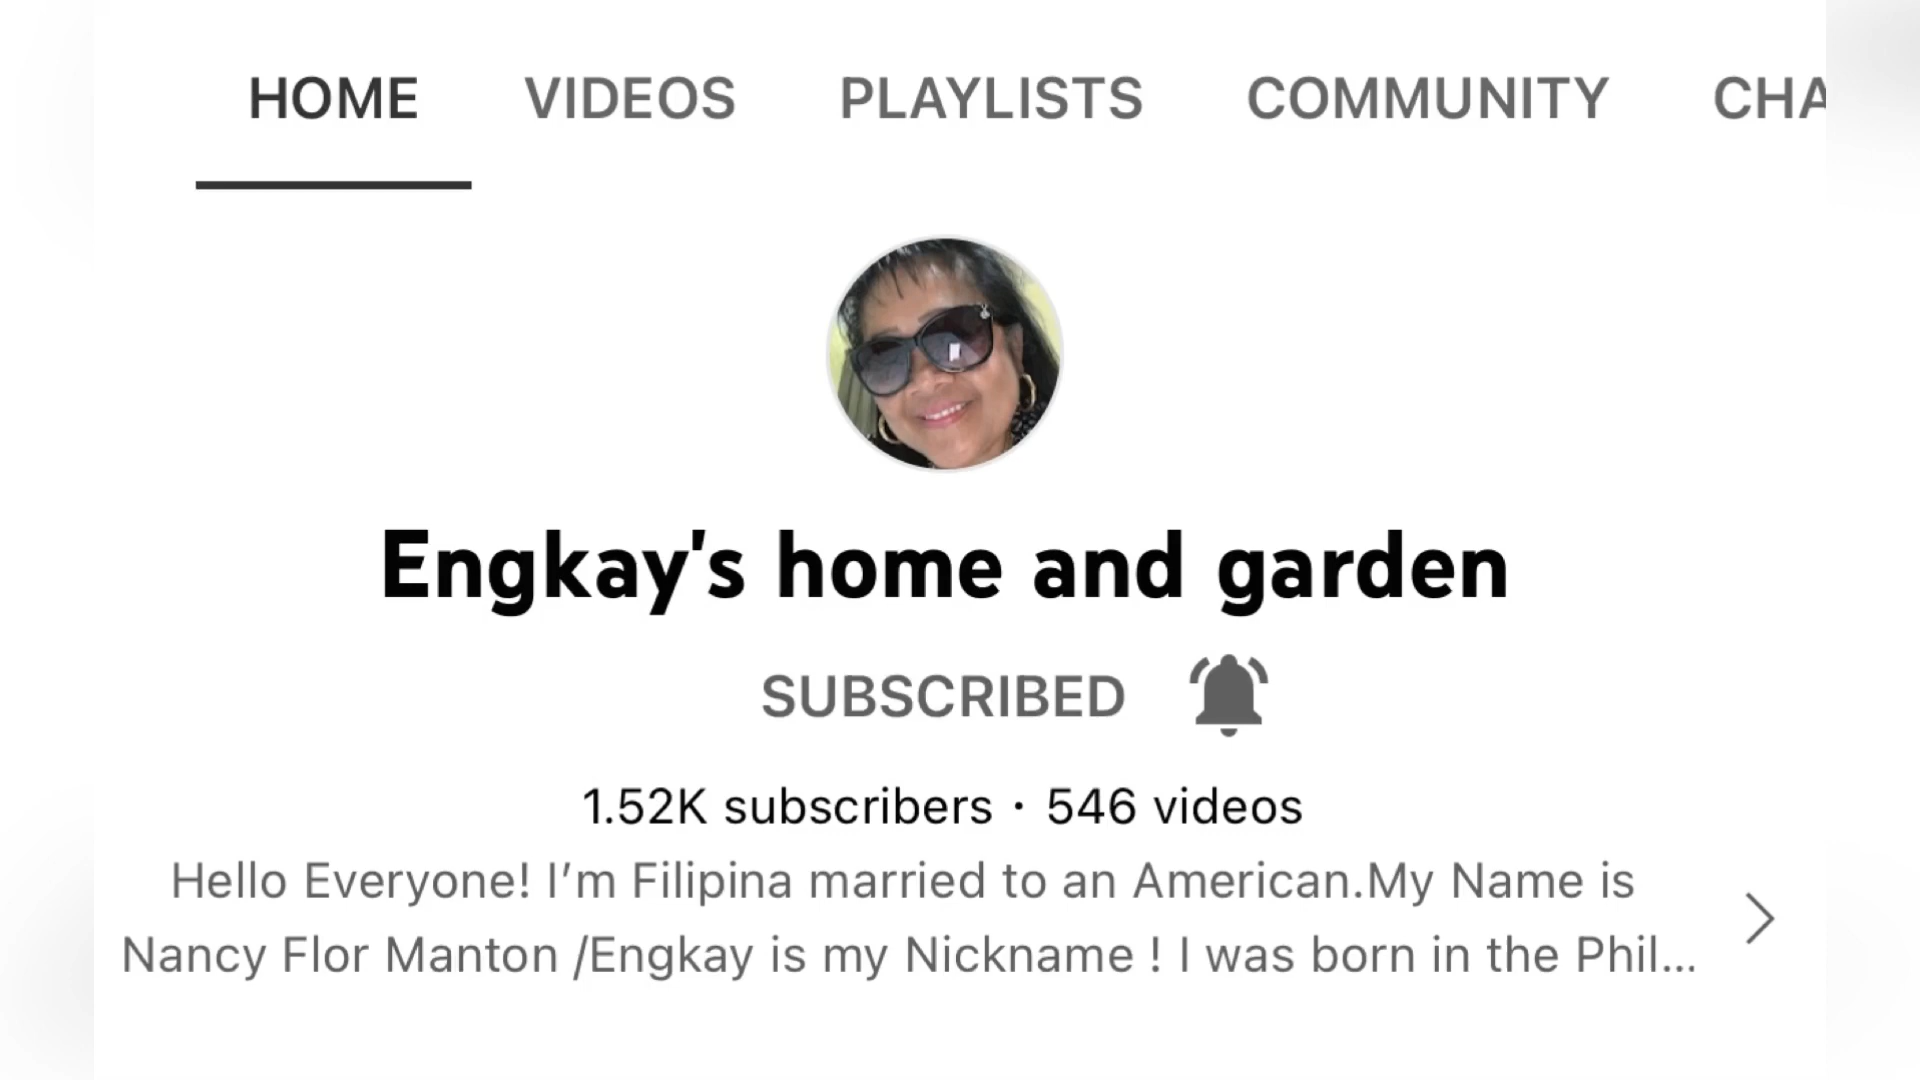 HOME VIDEOS PLAYLISTS COMMUNITY CHA
Engkay's home and garden
SUBSCRIBED
1.52K subscribers · 546 videos
Hello Everyone! I’m Filipina married to an American.My Name is
Nancy Flor Manton /Engkay is my Nickname ! I was born in the Phil...